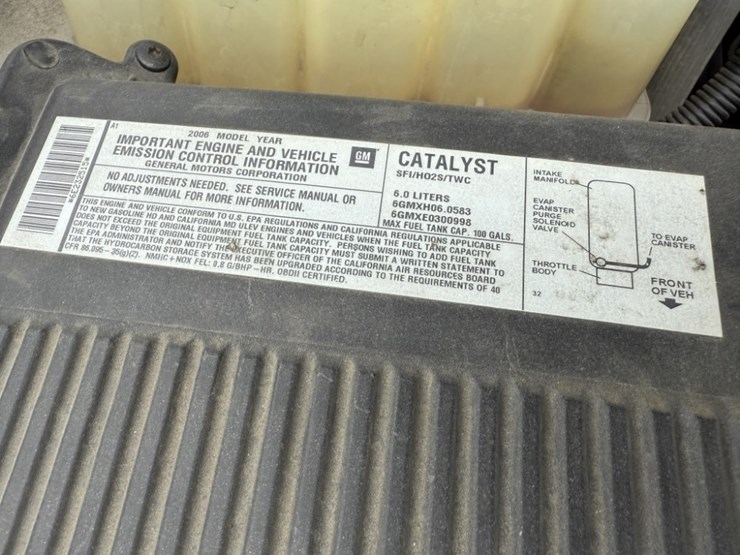 A1
2006 MODEL YEAR
IMPORTANT ENGINE AND VEHICLE
EMISSION CONTROL INFORMATION
GENERAL MOTORS CORPORATION
GM
NO ADJUSTMENTS NEEDED. SEE SERVICE MANUAL OR
OWNERS MANUAL FOR MORE INFORMATION.
CATALYST
SFI/HO2S/TWC
6.0 LITERS
6GMXH06.0583
6GMXE0300998
MAX FUEL TANK CAP. 100 GALS.
THIS ENGINE AND VEHICLE CONFORM TO U.S. EPA REGULATIONS AND CALIFORNIA REGULATIONS APPLICABLE
TO NEW GASOLINE HD AND CALIFORNIA MD ULEV ENGINES AND VEHICLES WHEN THE FUEL TANK CAPACITY
DOES NOT EXCEED THE ORIGINAL EQUIPMENT FUEL TANK CAPACITY. PERSONS WISHING TO ADD FUEL TANK
CAPACITY BEYOND THE ORIGINAL EQUIPMENT FUEL TANK CAPACITY MUST SUBMIT A WRITTEN STATEMENT TO
THE EPA ADMINISTRATOR AND NOTIFY THE EXECUTIVE OFFICER OF THE CALIFORNIA AIR RESOURCES BOARD
THAT THE HYDROCARBON STORAGE SYSTEM HAS BEEN UPGRADED ACCORDING TO THE REQUIREMENTS OF 40
CFR 86.095-35(g)(2). NMHC+NOX FEL: 0.8 G/BHP-HR. OBDII CERTIFIED.
INTAKE
MANIFOLD
EVAP
CANISTER
PURGE
SOLENOID
VALVE
THROTTLE
BODY
TO EVAP
CANISTER
FRONT
OF VEH
32